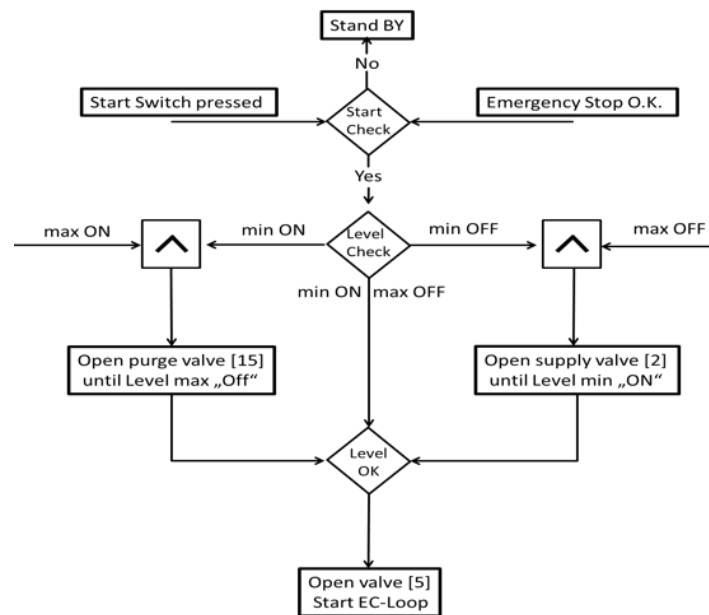 Stand BY
No
Start Switch pressed
Start
Check
Emergency Stop O.K.
Yes
max ON
min ON
Level
Check
min OFF
max OFF
min ON
max OFF
Open purge valve [15]
until Level max „Off“
Open supply valve [2]
until Level min „ON“
Level
OK
Open valve [5]
Start EC-Loop